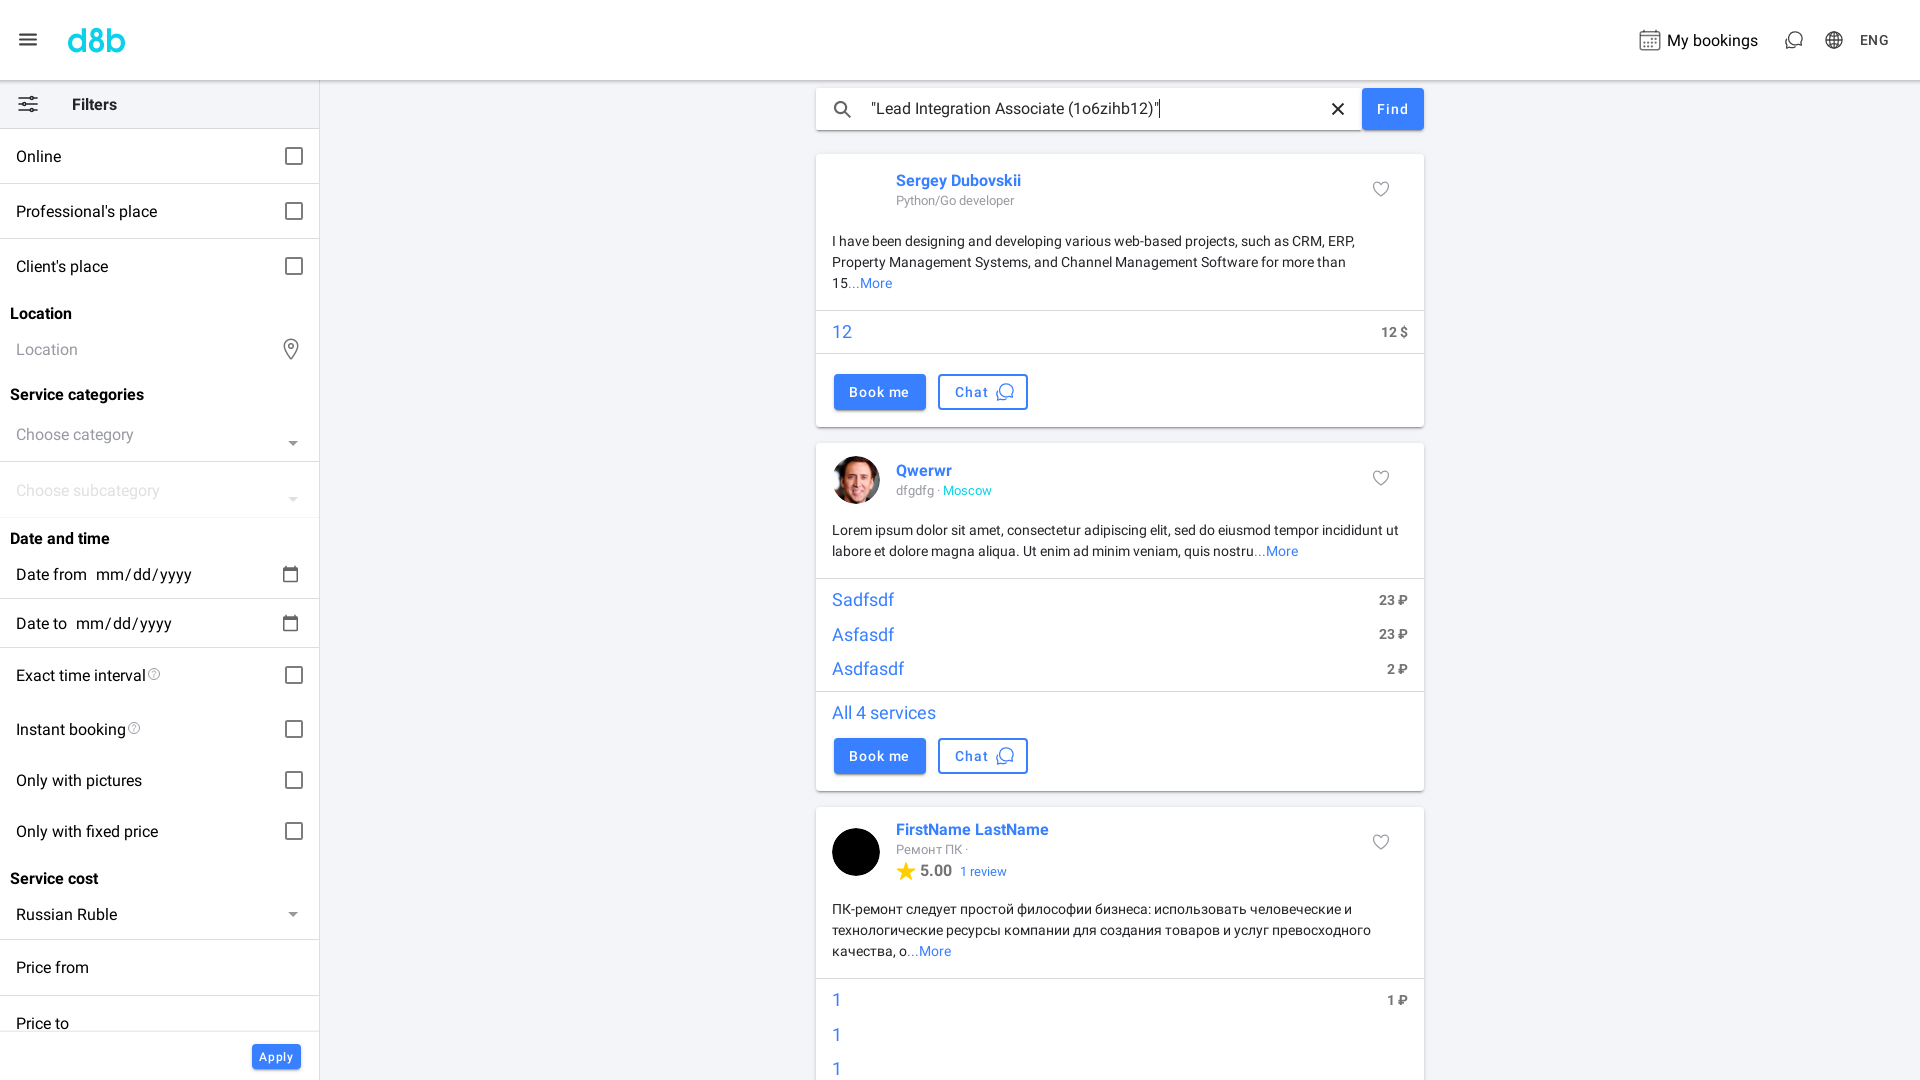 d8b
My bookings
ENG
Filters
Online
Professional's place
Client's place
Location
Location
Service categories
Choose category
Choose subcategory
Date and time
Date from mm/dd/yyyy
Date to mm/dd/yyyy
Exact time interval
Instant booking
Only with pictures
Only with fixed price
Service cost
Russian Ruble
Price from
Price to
Apply
"Lead Integration Associate (1o6zihb12)"
Find
Sergey Dubovskii
Python/Go developer
I have been designing and developing various web-based projects, such as CRM, ERP,
Property Management Systems, and Channel Management Software for more than
15...More
12 12 $
Book me Chat
Qwerwr
dfgdfg · Moscow
Lorem ipsum dolor sit amet, consectetur adipiscing elit, sed do eiusmod tempor incididunt ut
labore et dolore magna aliqua. Ut enim ad minim veniam, quis nostru...More
Sadfsdf 23 ₽
Asfasdf 23 ₽
Asdfasdf 2 ₽
All 4 services
Book me Chat
FirstName LastName
Ремонт ПК ·
5.00 1 review
ПК-ремонт следует простой философии бизнеса: использовать человеческие и
технологические ресурсы компании для создания товаров и услуг превосходного
качества, о...More
1 1 ₽
1
1